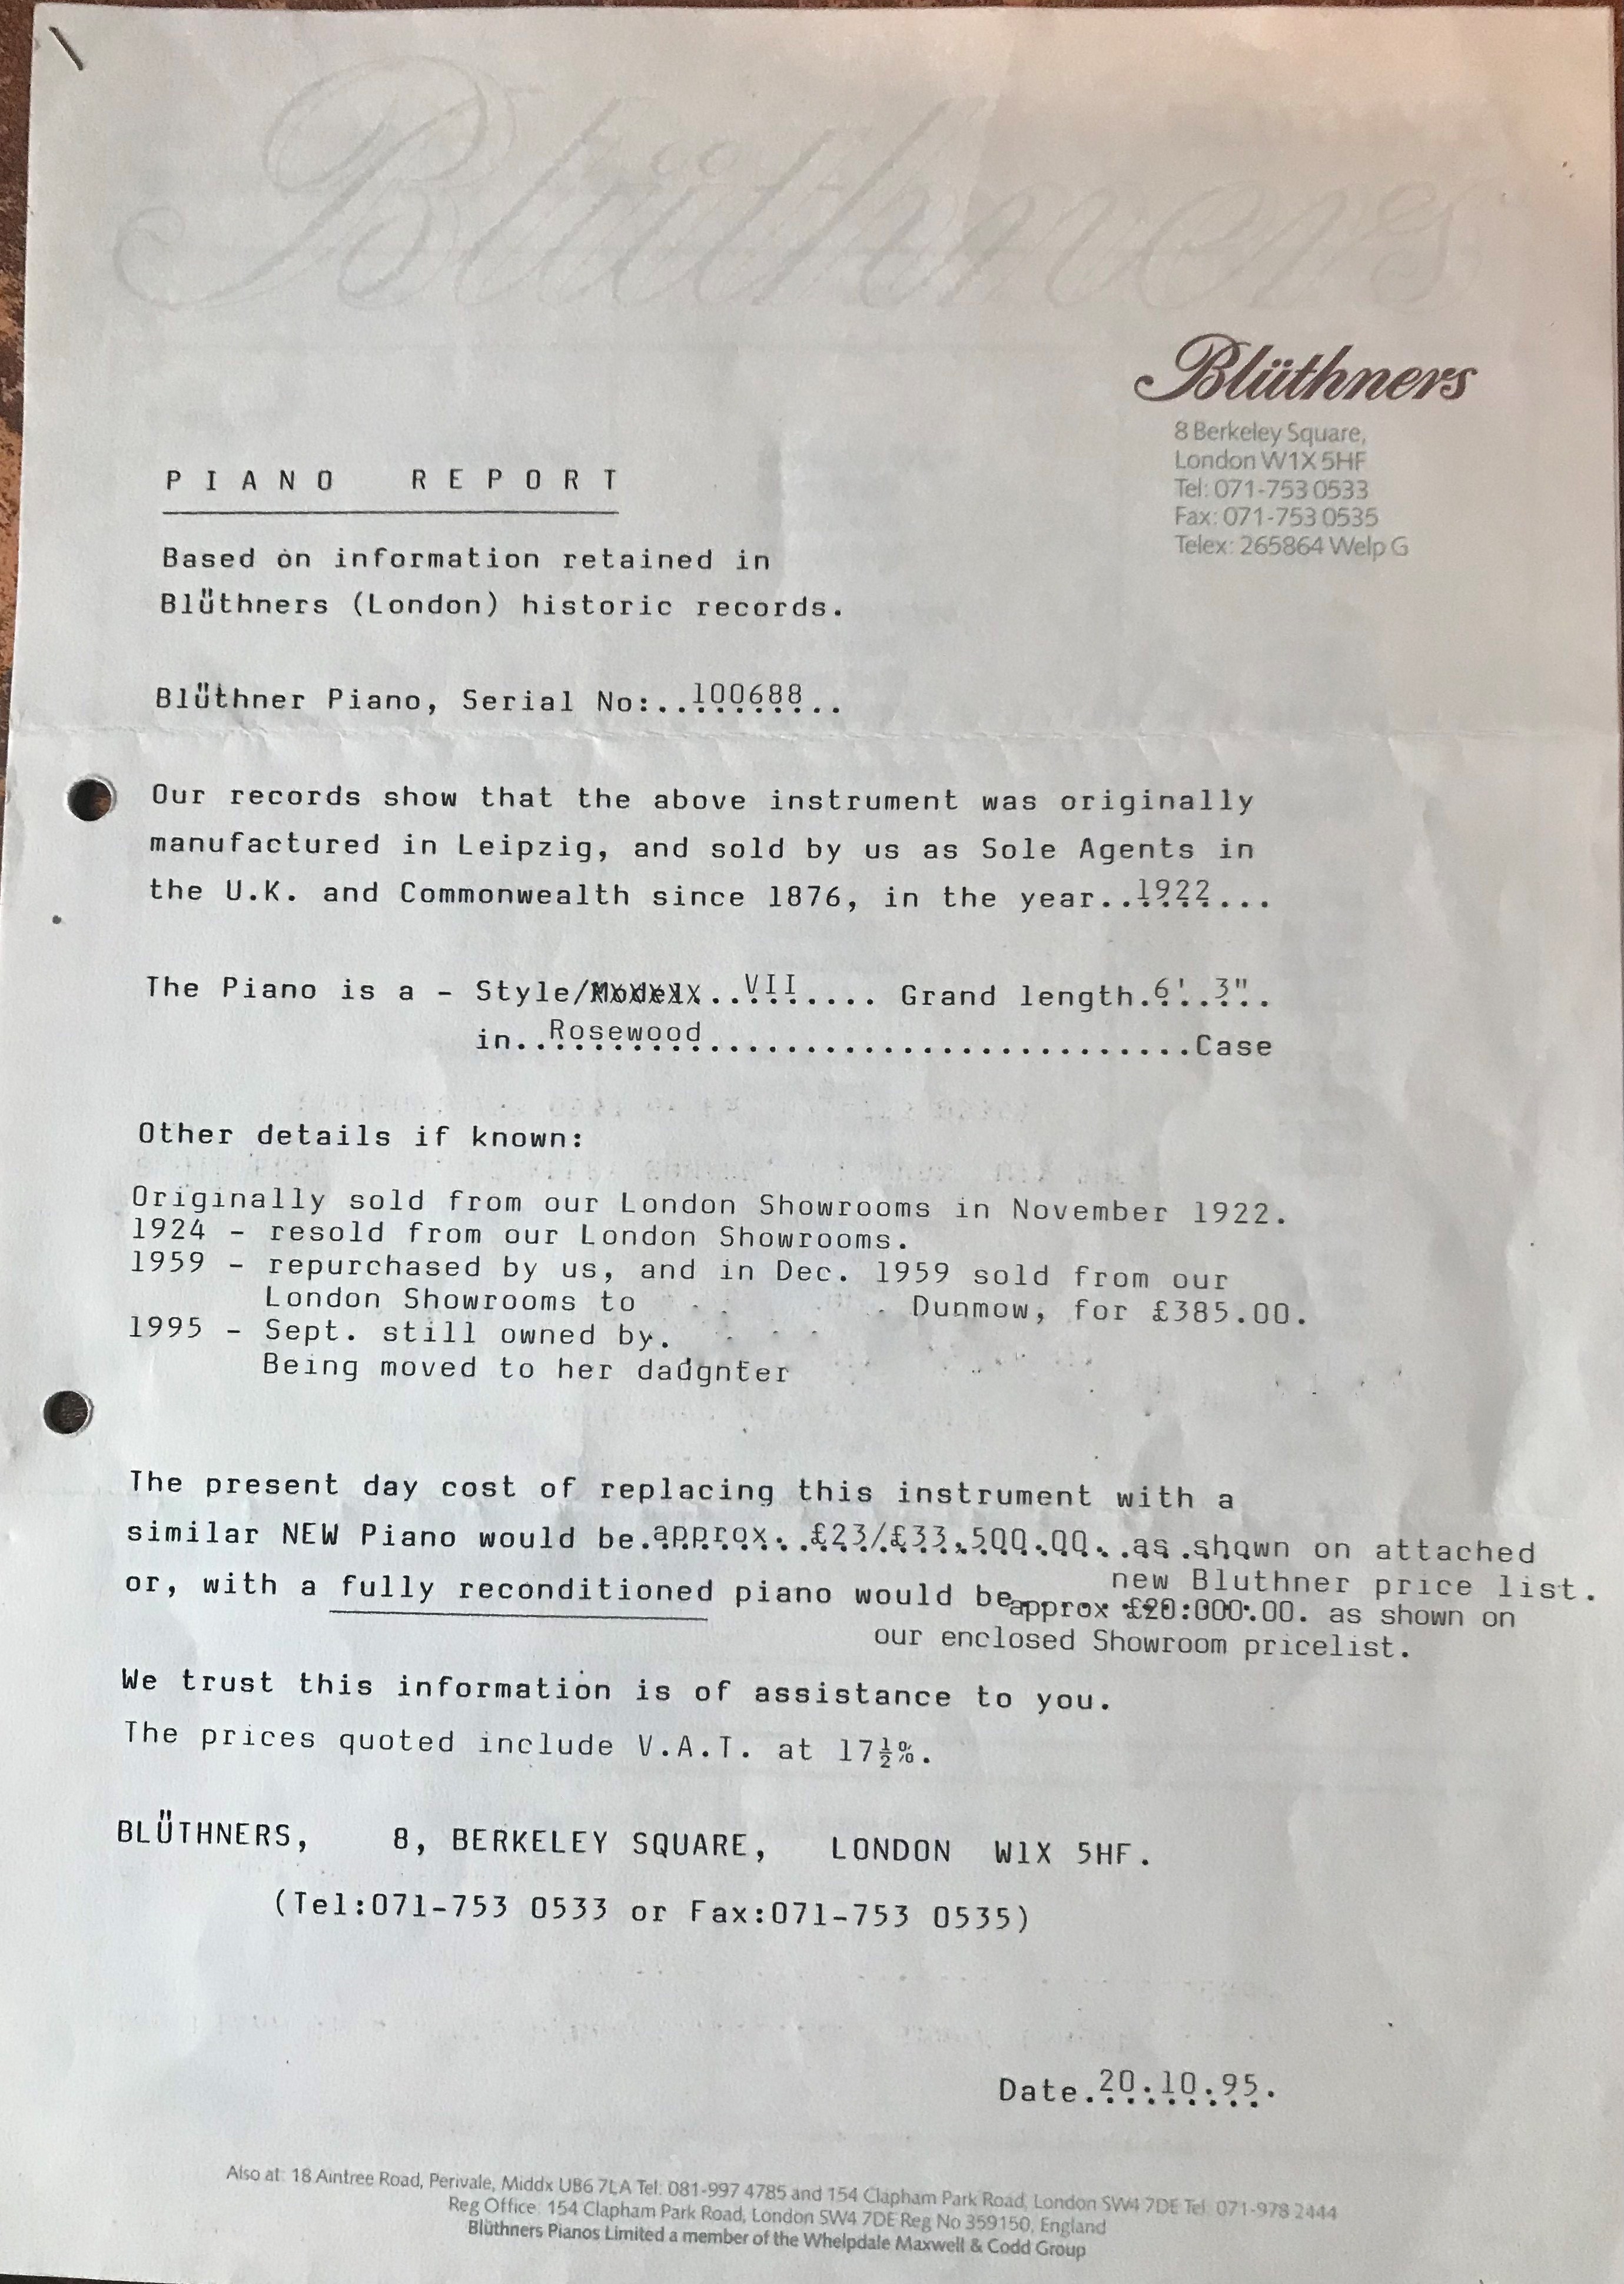 Blüthners
Blüthners
8 Berkeley Square,
London W1X 5HF
Tel: 071-753 0533
Fax: 071-753 0535
Telex: 265864 Welp G
PIANO REPORT
Based on information retained in
Blüthners (London) historic records.
Blüthner Piano, Serial No:..100688..
Our records show that the above instrument was originally
manufactured in Leipzig, and sold by us as Sole Agents in
the U.K. and Commonwealth since 1876, in the year..1922...
The Piano is a - Style/Model..VII.... Grand length.6'..3".
in..Rosewood.................................Case
Other details if known:
Originally sold from our London Showrooms in November 1922.
1924 - resold from our London Showrooms.
1959 - repurchased by us, and in Dec. 1959 sold from our
London Showrooms to Dunmow, for £385.00.
1995 - Sept. still owned by.
Being moved to her daughter
The present day cost of replacing this instrument with a
similar NEW Piano would be.approx. £23/£33,500.00. as shown on attached
new Bluthner price list.
or, with a fully reconditioned piano would be approx £20:000.00. as shown on
our enclosed Showroom pricelist.
We trust this information is of assistance to you.
The prices quoted include V.A.T. at 17½%.
BLÜTHNERS, 8, BERKELEY SQUARE, LONDON W1X 5HF.
(Tel:071-753 0533 or Fax:071-753 0535)
Date.20.10.95.
Also at: 18 Aintree Road, Perivale, Middx UB6 7LA Tel: 081-997 4785 and 154 Clapham Park Road, London SW4 7DE Tel: 071-978 2444
Reg Office: 154 Clapham Park Road, London SW4 7DE Reg No 359150, England
Blüthners Pianos Limited a member of the Whelpdale Maxwell & Codd Group